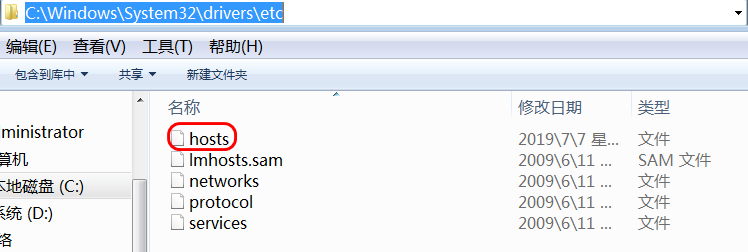 C:\Windows\System32\drivers\etc
编辑(E) 查看(V) 工具(T) 帮助(H)
包含到库中 共享 新建文件夹
名称 修改日期 类型
dministrator hosts 2019\7\7 星... 文件
算机 lmhosts.sam 2009\6\11 ... SAM 文件
本地磁盘 (C:) networks 2009\6\11 ... 文件
系统 (D:) protocol 2009\6\11 ... 文件
络 services 2009\6\11 ... 文件